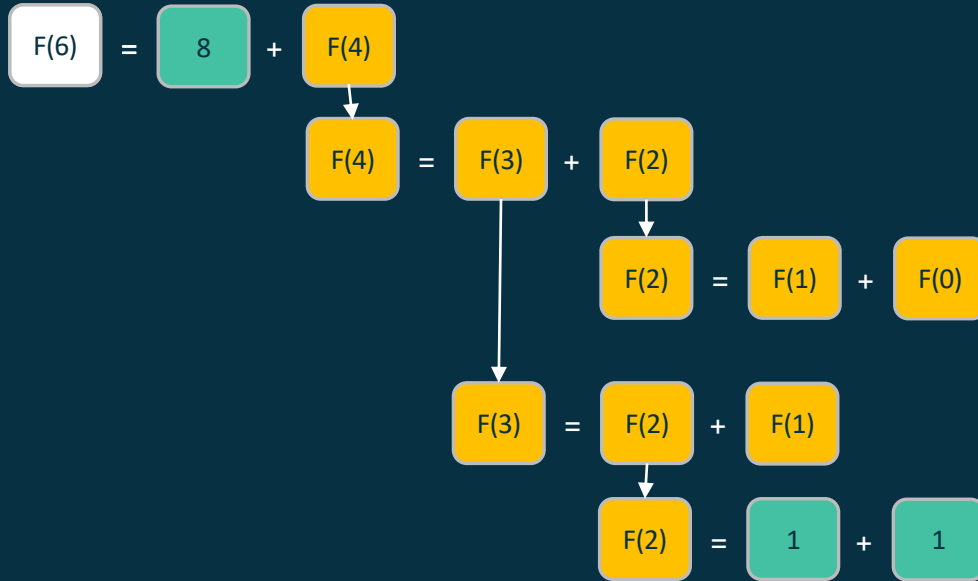 F(6) = 8 + F(4)
F(4) = F(3) + F(2)
F(2) = F(1) + F(0)
F(3) = F(2) + F(1)
F(2) = 1 + 1